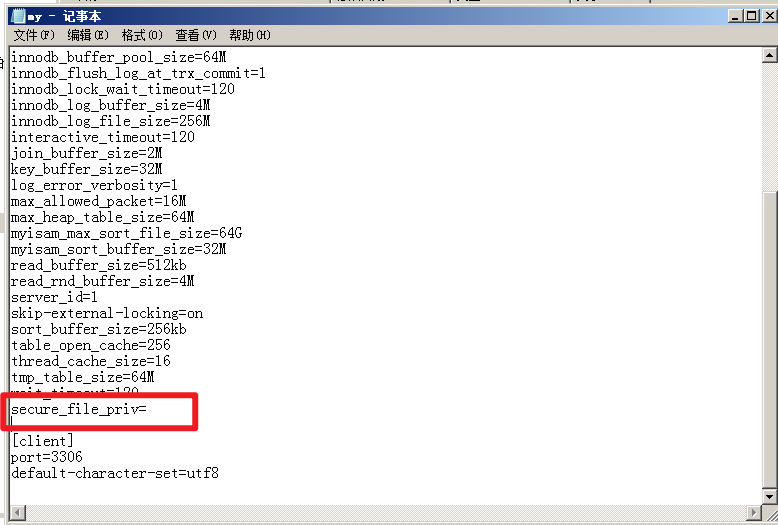 my - 记事本
文件(F) 编辑(E) 格式(O) 查看(V) 帮助(H)
innodb_buffer_pool_size=64M
innodb_flush_log_at_trx_commit=1
innodb_lock_wait_timeout=120
innodb_log_buffer_size=4M
innodb_log_file_size=256M
interactive_timeout=120
join_buffer_size=2M
key_buffer_size=32M
log_error_verbosity=1
max_allowed_packet=16M
max_heap_table_size=64M
myisam_max_sort_file_size=64G
myisam_sort_buffer_size=32M
read_buffer_size=512kb
read_rnd_buffer_size=4M
server_id=1
skip-external-locking=on
sort_buffer_size=256kb
table_open_cache=256
thread_cache_size=16
tmp_table_size=64M
wait_timeout=120
secure_file_priv=
[client]
port=3306
default-character-set=utf8